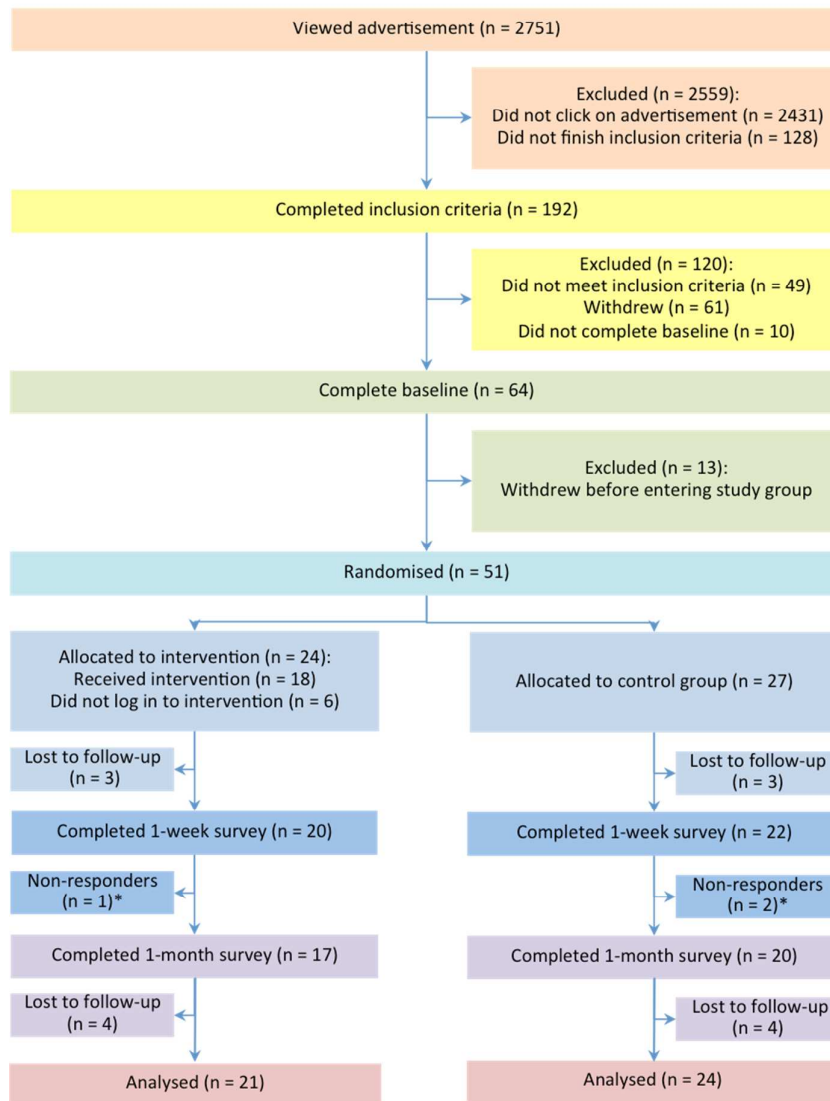 Viewed advertisement (n = 2751)
Excluded (n = 2559):
Did not click on advertisement (n = 2431)
Did not finish inclusion criteria (n = 128)
Completed inclusion criteria (n = 192)
Excluded (n = 120):
Did not meet inclusion criteria (n = 49)
Withdrew (n = 61)
Did not complete baseline (n = 10)
Complete baseline (n = 64)
Excluded (n = 13):
Withdrew before entering study group
Randomised (n = 51)
Allocated to intervention (n = 24):
Received intervention (n = 18)
Did not log in to intervention (n = 6)
Allocated to control group (n = 27)
Lost to follow-up
(n = 3)
Lost to follow-up
(n = 3)
Completed 1-week survey (n = 20)
Completed 1-week survey (n = 22)
Non-responders
(n = 1)*
Non-responders
(n = 2)*
Completed 1-month survey (n = 17)
Completed 1-month survey (n = 20)
Lost to follow-up
(n = 4)
Lost to follow-up
(n = 4)
Analysed (n = 21)
Analysed (n = 24)